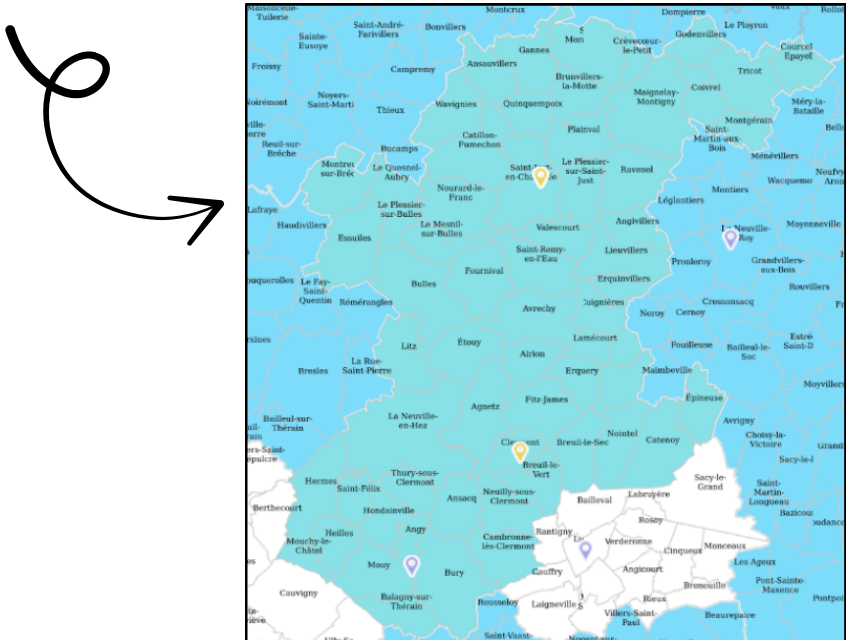 Montcrux
Dompierre
Le Ployron
Tuilerie
Saint-André-
Farivillers
Bonvillers
Sainte-
Eusoye
Gannes
Crèvecœur-
le-Petit
Godenvillers
Courcel
Epayel
Froissy
Campremy
Ansauvillers
Tricot
Brunvillers-
la-Motte
Coivrel
Noyers-
Saint-Marti
Thieux
Wavignies
Quinquempoix
Maignelay-
Montigny
Méry-la-
Bataille
Plainval
Montgérain
Saint-
Martin-aux-
Bois
Reuil-sur-
Brêche
Bucamps
Catillon-
Fumechon
Ménévillers
Le Quesnel-
Aubry
Le Plessier-
sur-Saint-
Just
Ravenel
Wacquemo
Montiers
Nourard-le-
Franc
Léglantiers
Lafraye
Haudivillers
Le Plessier-
sur-Bulles
Le Mesnil-
sur-Bulles
Valescourt
Angivillers
Moyenneville
Essuiles
Saint-Remy-
en-l'Eau
Lieuvillers
Pronleroy
Grandvillers-
aux-Bois
Fournival
Erquinvillers
Bulles
Le Fay-
Saint-
Quentin
Rémérangles
Avrechy
Cuignières
Cressonsacq
Rouvillers
Noroy
Cernoy
Litz
Étouy
Lamécourt
Airion
Pouilleuse
Bailleul-le-
Soc
Estré
Saint-D
Bresles
La Rue-
Saint-Pierre
Erquery
Maimbeville
Moyvillers
Agnetz
Fitz-James
Épineuse
Bailleul-sur-
Thérain
La Neuville-
en-Hez
Nointel
Avrigny
Breuil-le-Sec
Catenoy
Choisy-la-
Victoire
Breuil-le-
Vert
Sacy-le-l
Hermes
Saint-Félix
Thury-sous-
Clermont
Ansacq
Neuilly-sous-
Clermont
Sacy-le-
Grand
Saint-
Martin-
Longueau
Berthecourt
Hondainville
Bailleval
Labruyère
Bazicou
Rosoy
Heilles
Angy
Mouchy-le-
Châtel
Cambronne-
lès-Clermont
Rantigny
Verderonne
Cinqueux
Monceaux
Mouy
Bury
Cauffry
Angicourt
Les Ageux
Brenouille
Pont-Sainte-
Maxence
Cauvigny
Balagny-sur-
Thérain
Rousseloy
Laigneville
Rieux
Villers-Saint-
Paul
Beaurepaire
Saint-Vaast-